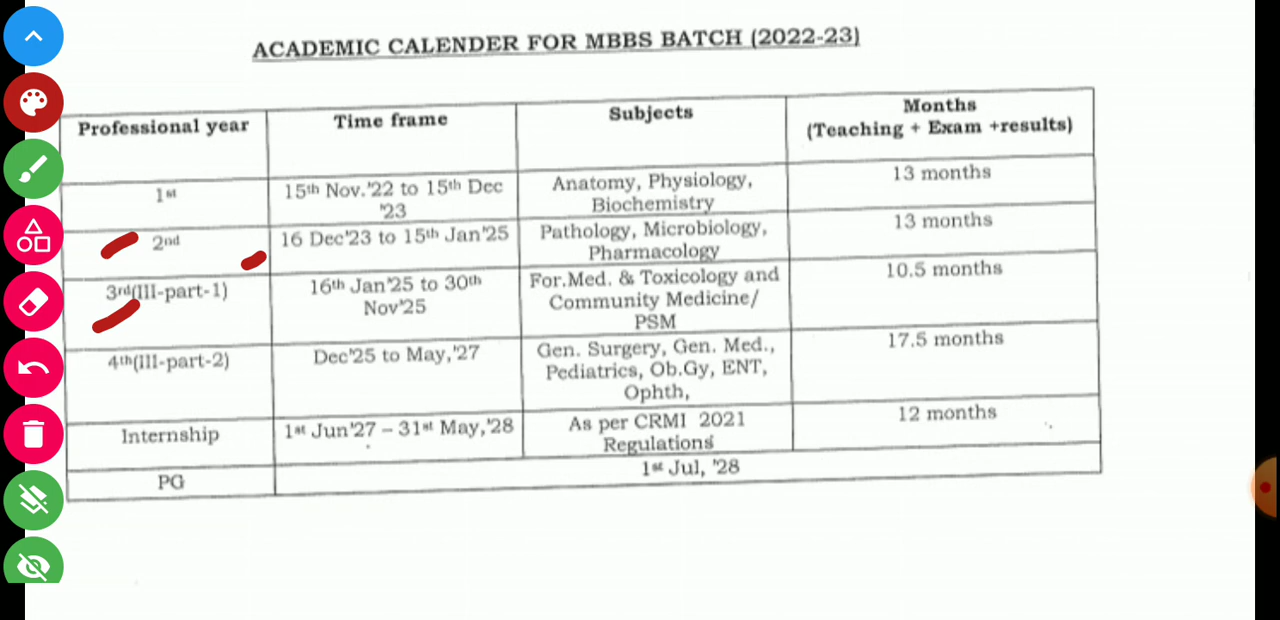 ACADEMIC CALENDER FOR MBBS BATCH (2022-23)
Professional year
Time frame
Subjects
Months
(Teaching + Exam +results)
1st
15th Nov.'22 to 15th Dec
'23
Anatomy, Physiology,
Biochemistry
13 months
2nd
16 Dec'23 to 15th Jan'25
Pathology, Microbiology,
Pharmacology
13 months
3rd(III-part-1)
16th Jan'25 to 30th
Nov'25
For.Med. & Toxicology and
Community Medicine/
PSM
10.5 months
4th(III-part-2)
Dec'25 to May,'27
Gen. Surgery, Gen. Med.,
Pediatrics, Ob.Gy, ENT,
Ophth,
17.5 months
Internship
1st Jun'27 – 31st May,'28
As per CRMI 2021
Regulations
12 months
PG
1st Jul, '28